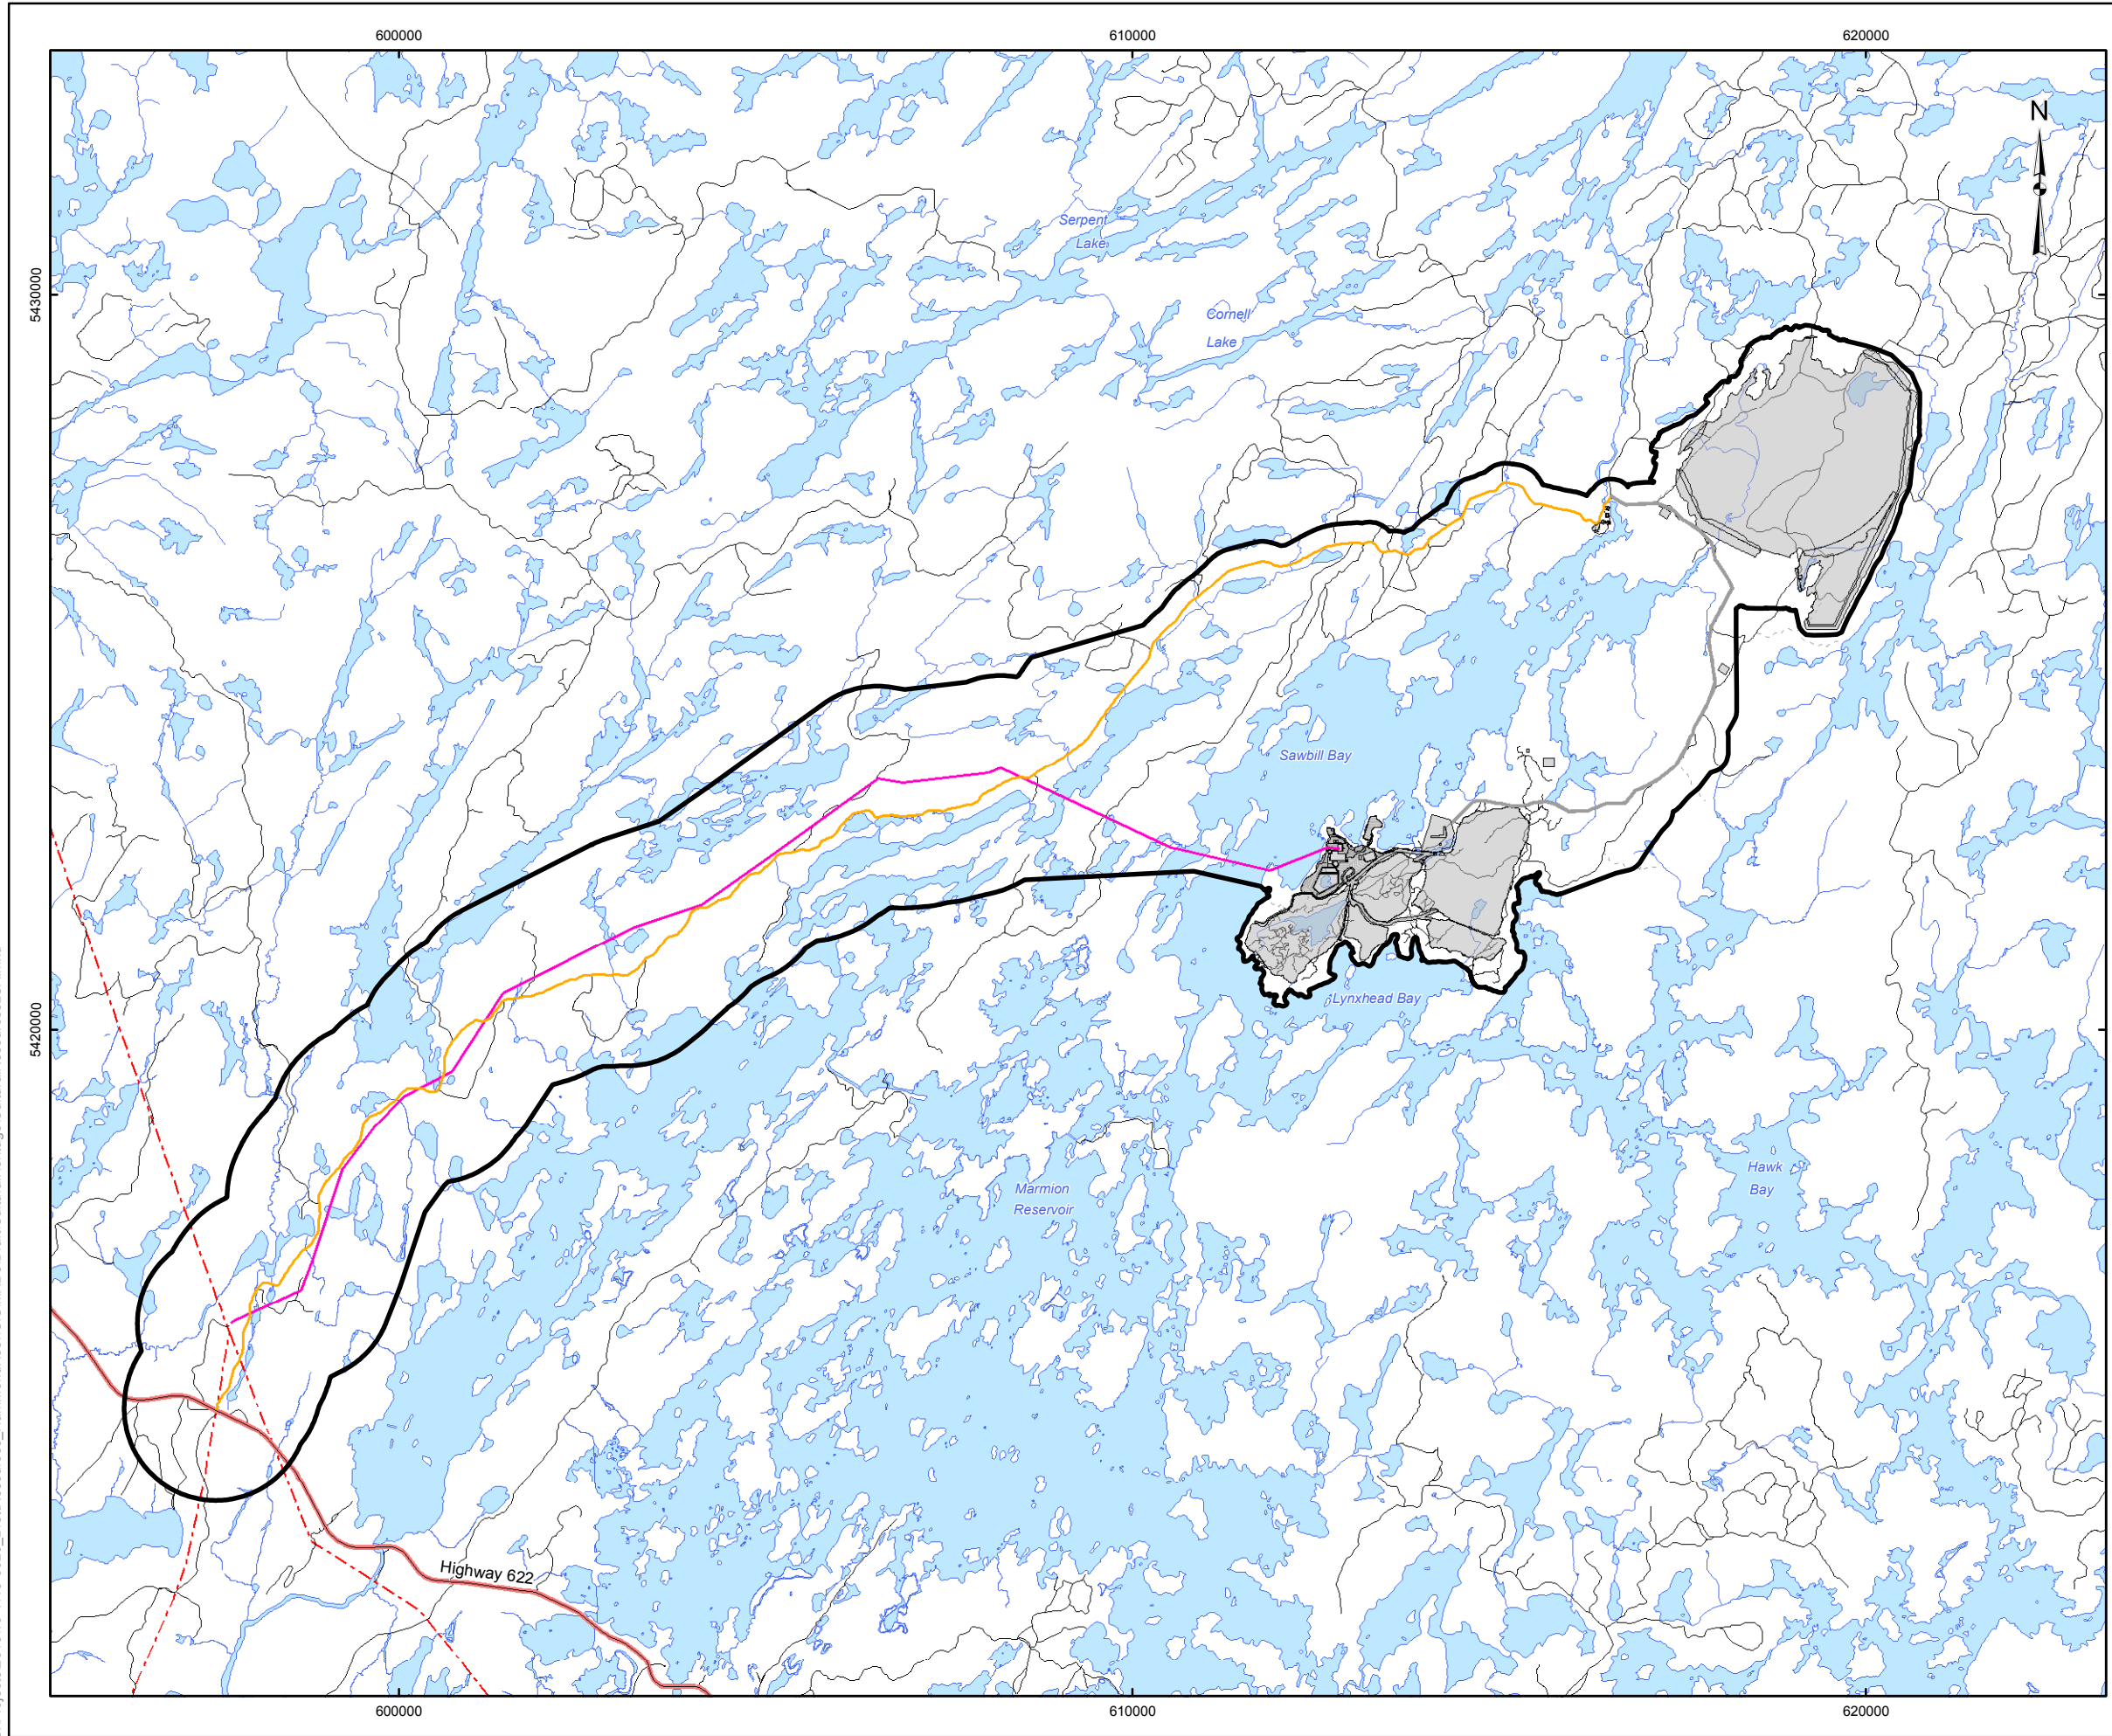 600000
610000
620000
N
Serpent
Lake
5430000
Cornell
Lake
Sawbill Bay
Lynxhead Bay
5420000
Hawk
Bay
Marmion
Reservoir
Highway 622
600000
610000
620000